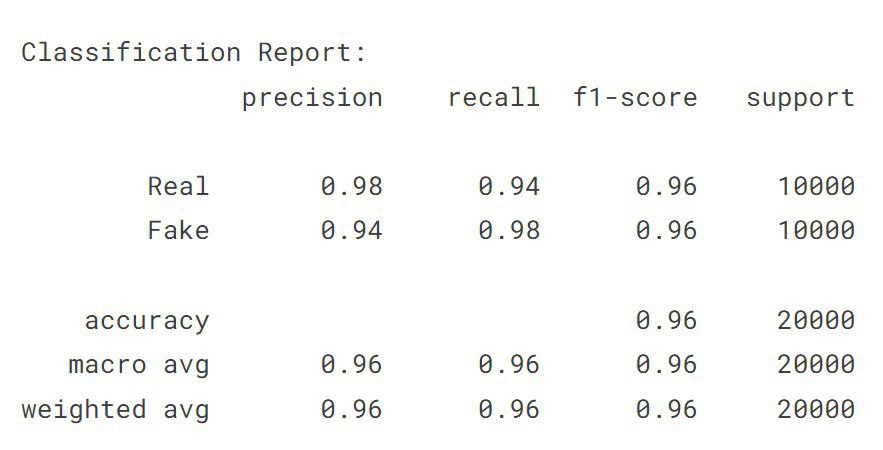 Classification Report:
precision recall f1-score support
Real 0.98 0.94 0.96 10000
Fake 0.94 0.98 0.96 10000
accuracy 0.96 20000
macro avg 0.96 0.96 0.96 20000
weighted avg 0.96 0.96 0.96 20000